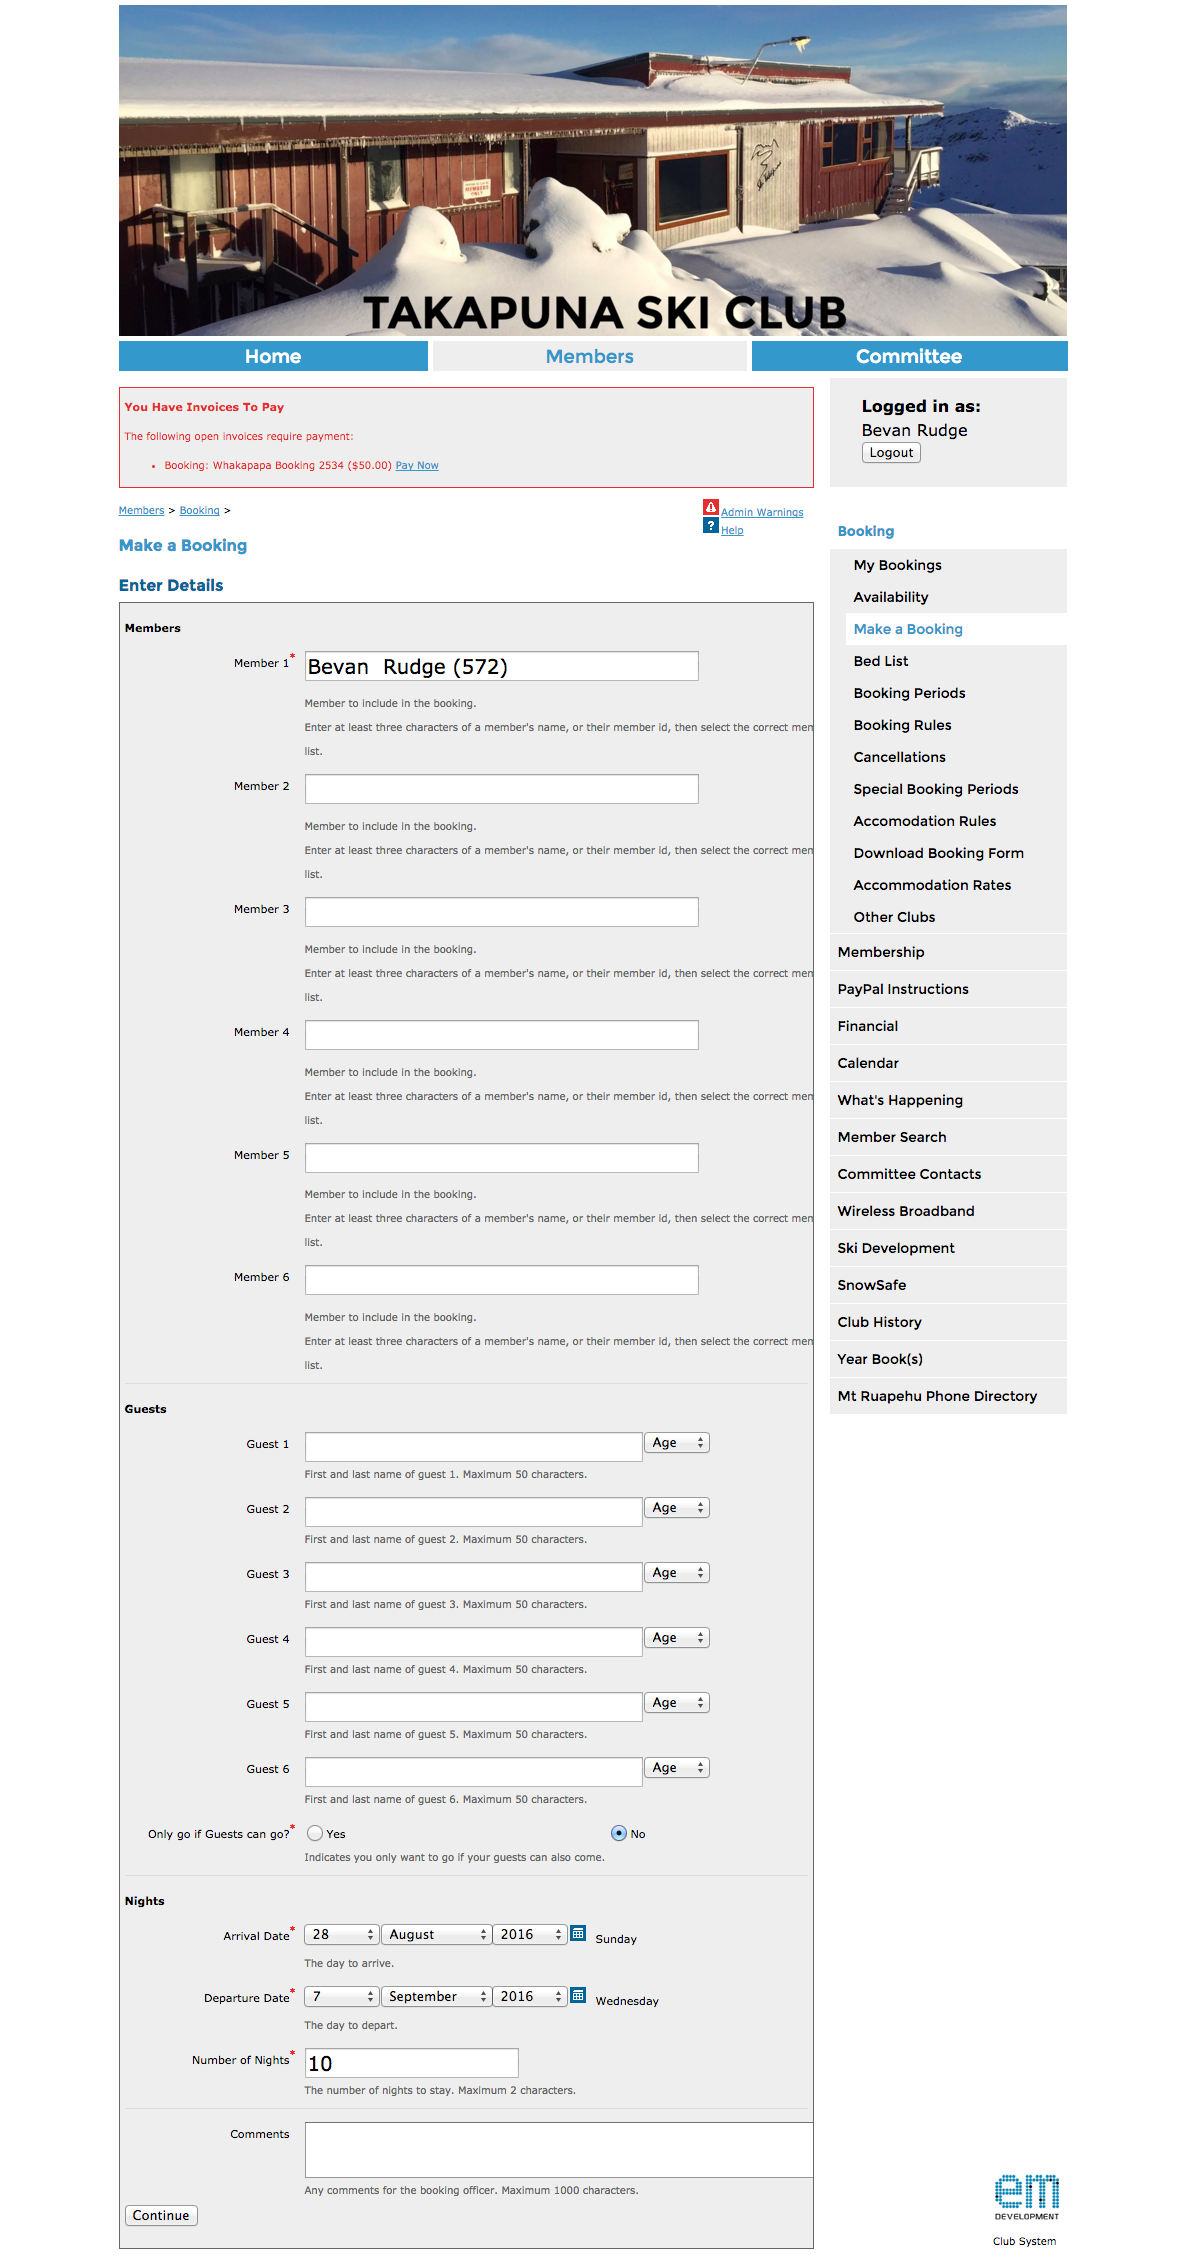 MEMBERS
ONLY
Ski Takapuna
TAKAPUNA SKI CLUB
Home
Members
Committee
You Have Invoices To Pay
The following open invoices require payment:
• Booking: Whakapapa Booking 2534 ($50.00) Pay Now
Logged in as:
Bevan Rudge
Logout
Members > Booking >
Admin Warnings
? Help
Make a Booking
Enter Details
Members
Member 1*
Bevan  Rudge (572)
Member to include in the booking.
Enter at least three characters of a member's name, or their member id, then select the correct mem
list.
Member 2
Member to include in the booking.
Enter at least three characters of a member's name, or their member id, then select the correct mem
list.
Member 3
Member to include in the booking.
Enter at least three characters of a member's name, or their member id, then select the correct mem
list.
Member 4
Member to include in the booking.
Enter at least three characters of a member's name, or their member id, then select the correct mem
list.
Member 5
Member to include in the booking.
Enter at least three characters of a member's name, or their member id, then select the correct mem
list.
Member 6
Member to include in the booking.
Enter at least three characters of a member's name, or their member id, then select the correct mem
list.
Guests
Guest 1 Age
First and last name of guest 1. Maximum 50 characters.
Guest 2 Age
First and last name of guest 2. Maximum 50 characters.
Guest 3 Age
First and last name of guest 3. Maximum 50 characters.
Guest 4 Age
First and last name of guest 4. Maximum 50 characters.
Guest 5 Age
First and last name of guest 5. Maximum 50 characters.
Guest 6 Age
First and last name of guest 6. Maximum 50 characters.
Only go if Guests can go?* Yes No
Indicates you only want to go if your guests can also come.
Nights
Arrival Date* 28 August 2016 Sunday
The day to arrive.
Departure Date* 7 September 2016 Wednesday
The day to depart.
Number of Nights* 10
The number of nights to stay. Maximum 2 characters.
Comments
Any comments for the booking officer. Maximum 1000 characters.
Continue
Booking
My Bookings
Availability
Make a Booking
Bed List
Booking Periods
Booking Rules
Cancellations
Special Booking Periods
Accomodation Rules
Download Booking Form
Accommodation Rates
Other Clubs
Membership
PayPal Instructions
Financial
Calendar
What's Happening
Member Search
Committee Contacts
Wireless Broadband
Ski Development
SnowSafe
Club History
Year Book(s)
Mt Ruapehu Phone Directory
em
DEVELOPMENT
Club System